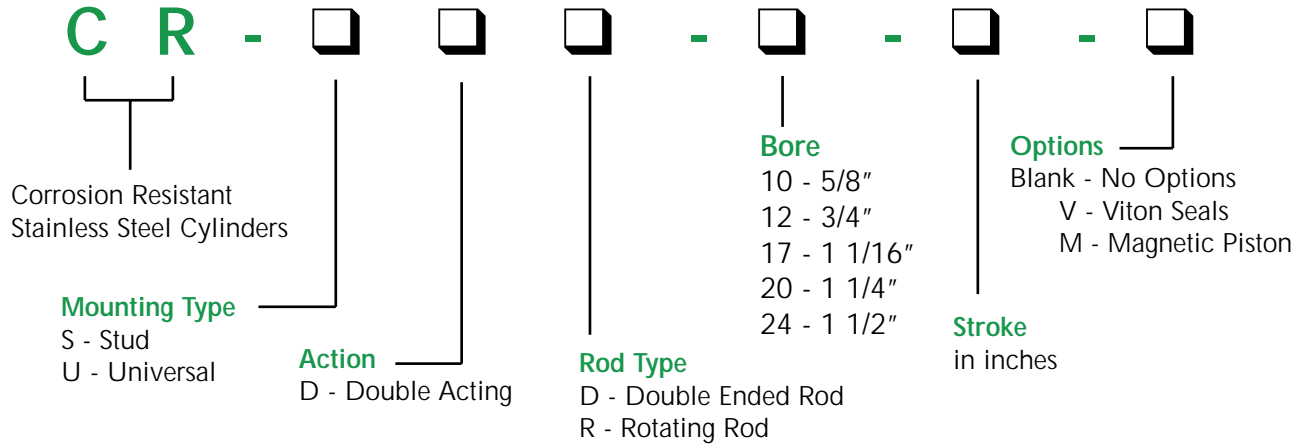 C R - - - -
Corrosion Resistant
Stainless Steel Cylinders
Mounting Type
S - Stud
U - Universal
Action
D - Double Acting
Rod Type
D - Double Ended Rod
R - Rotating Rod
Bore
10 - 5/8"
12 - 3/4"
17 - 1 1/16"
20 - 1 1/4"
24 - 1 1/2"
Stroke
in inches
Options
Blank - No Options
V - Viton Seals
M - Magnetic Piston